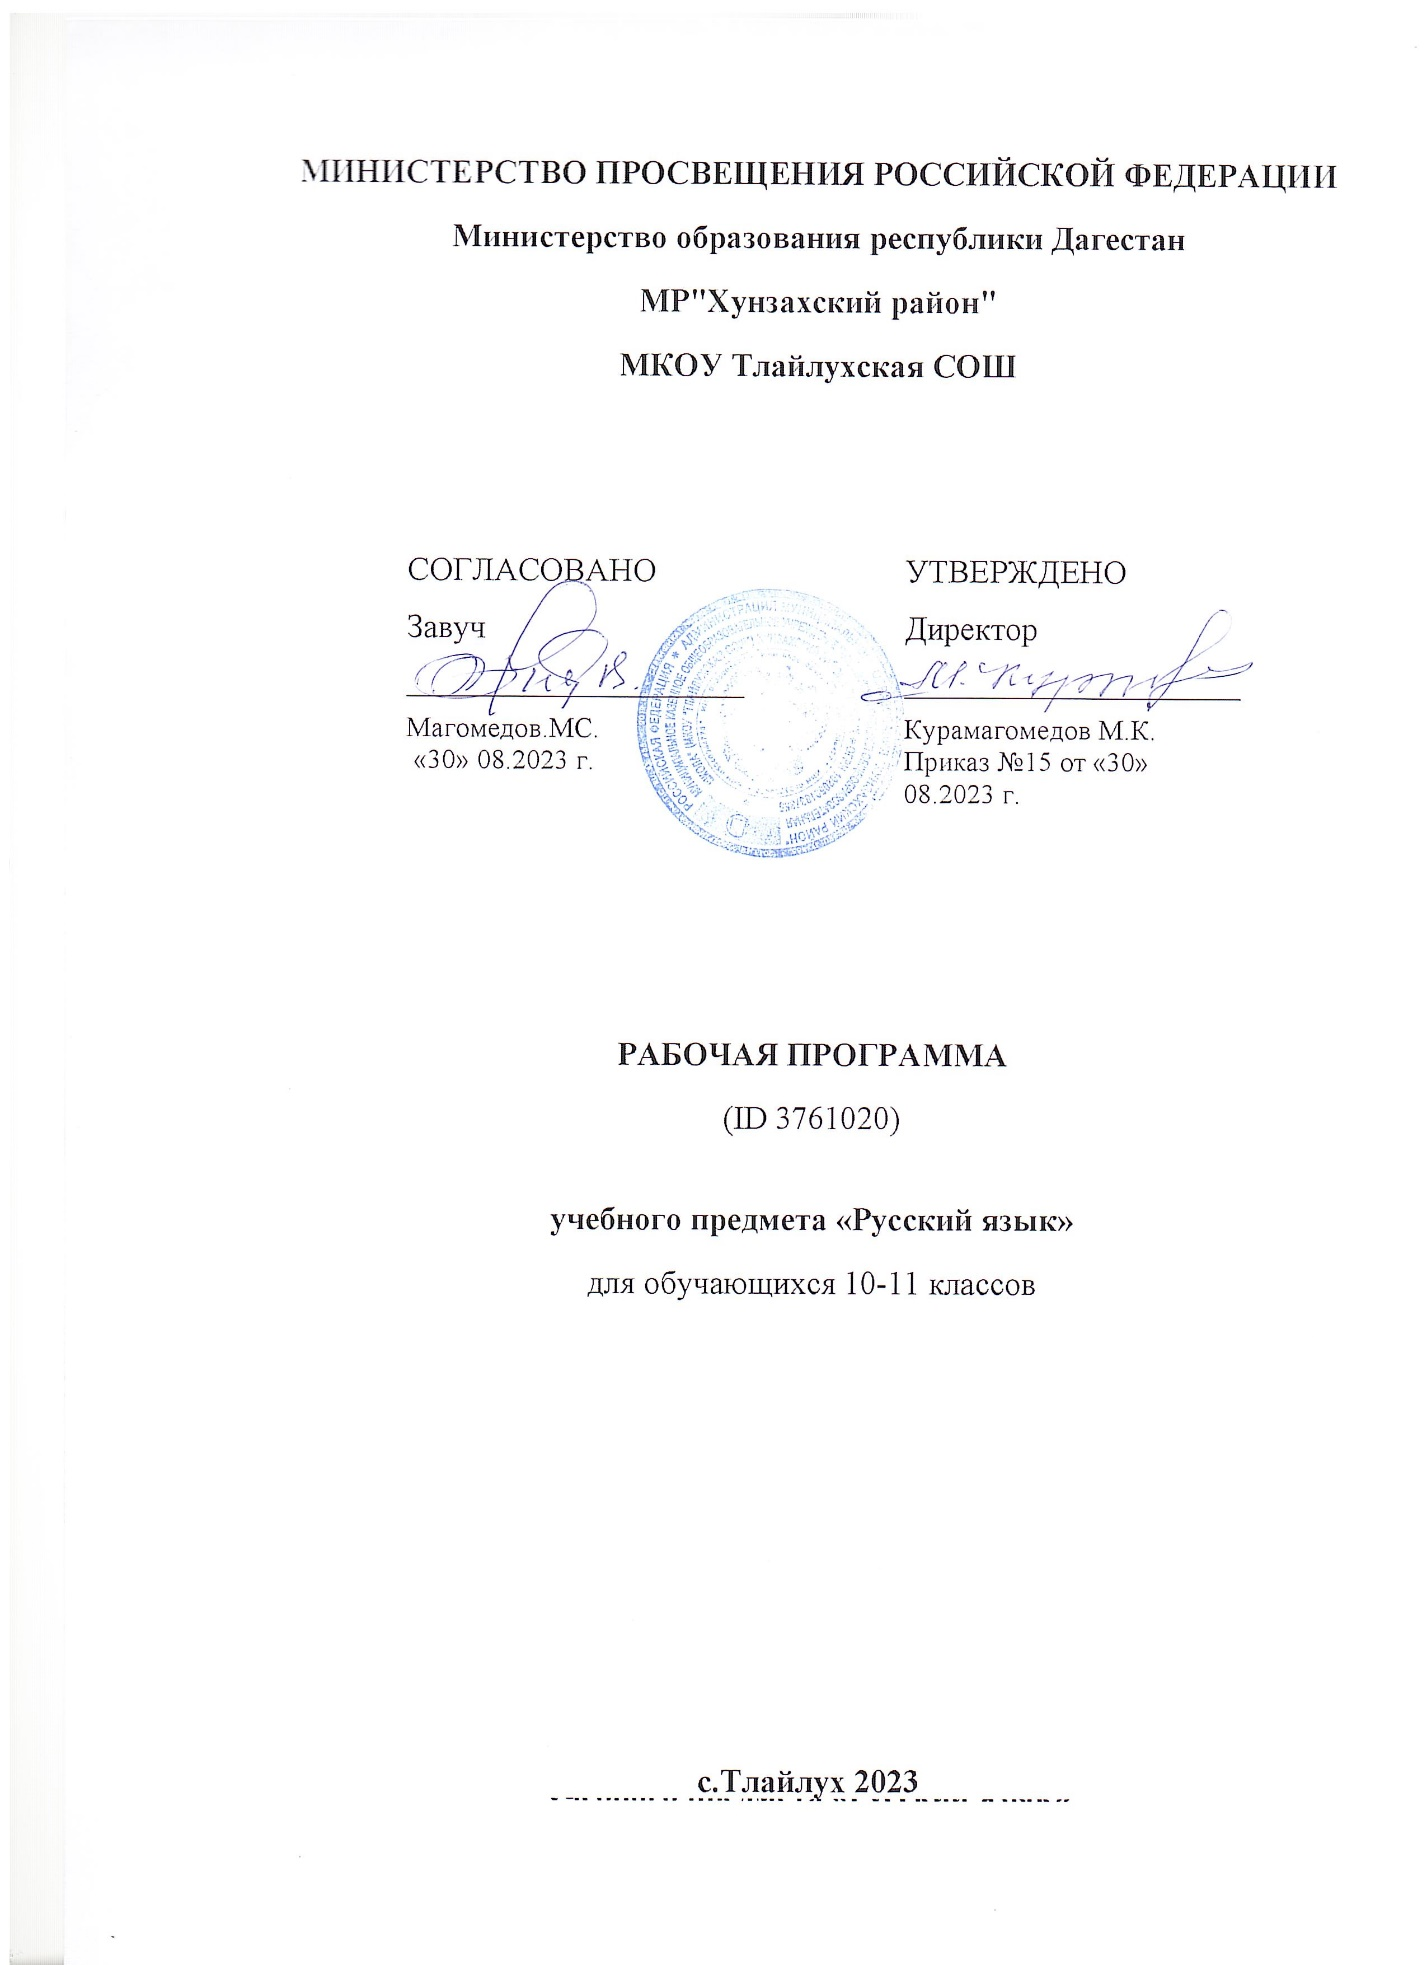 МИНИСТЕРСТВО ПРОСВЕЩЕНИЯ РОССИЙСКОЙ ФЕДЕРАЦИИ
Министерство образования республики Дагестан
МР"Хунзахский район"
МКОУ Тлайлухская СОШ
СОГЛАСОВАНО
Завуч
Магомедов.МС.
«30» 08.2023 г.
УТВЕРЖДЕНО
Директор
Курамагомедов М.К.
Приказ №15 от «30»
08.2023 г.
РОССИЙСКАЯ ФЕДЕРАЦИЯ
РАБОЧАЯ ПРОГРАММА
(ID 3761020)
учебного предмета «Русский язык»
для обучающихся 10-11 классов
с.Тлайлух 2023